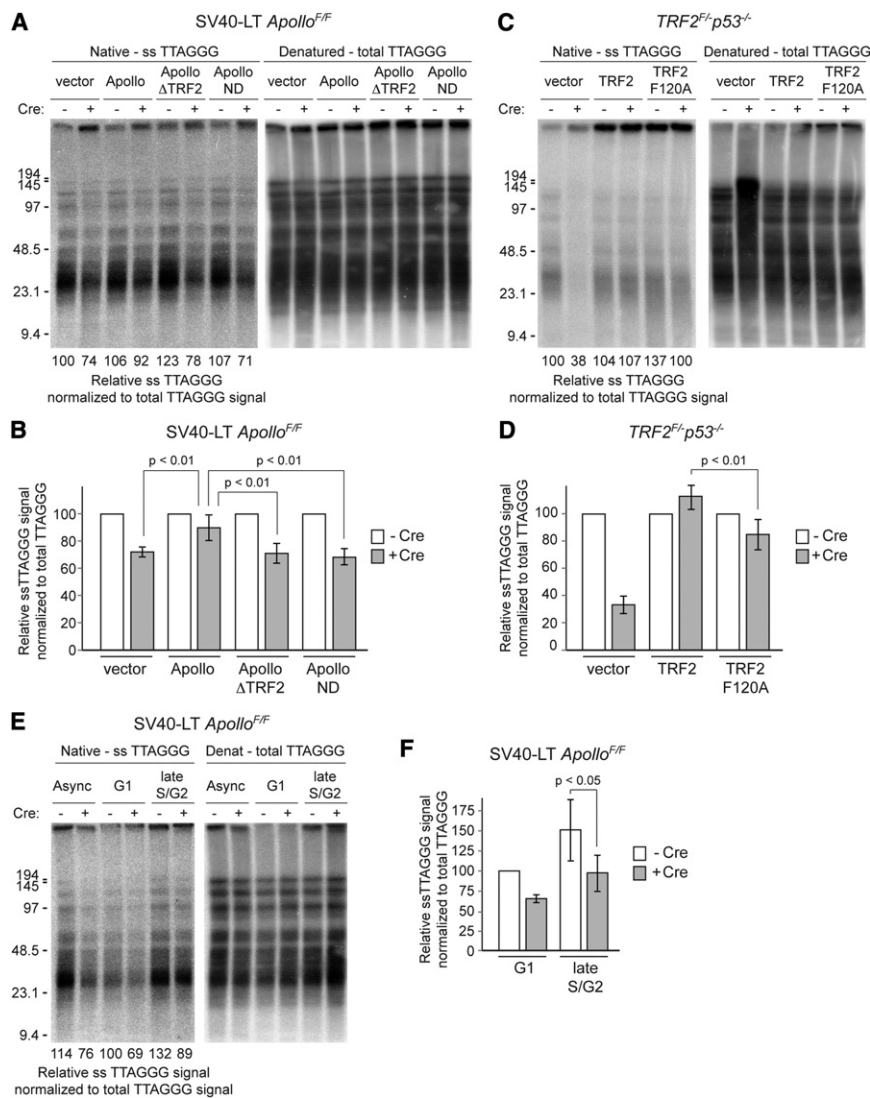 A
SV40-LT Apollo^F/F
Native - ss TTAGGG
Denatured - total TTAGGG
vector Apollo Apollo ΔTRF2 Apollo ND
vector Apollo Apollo ΔTRF2 Apollo ND
Cre: - + - + - + - + - + - + - + - +
194 -
145 -
97 -
48.5 -
23.1 -
9.4 -
100 74 106 92 123 78 107 71
Relative ss TTAGGG
normalized to total TTAGGG signal
C
TRF2^F/- p53^-/-
Native - ss TTAGGG
Denatured - total TTAGGG
vector TRF2 TRF2 F120A
vector TRF2 TRF2 F120A
Cre: - + - + - + - + - + - +
194 -
145 -
97 -
48.5 -
23.1 -
9.4 -
100 38 104 107 137 100
Relative ss TTAGGG
normalized to total TTAGGG signal
B
SV40-LT Apollo^F/F
p < 0.01
p < 0.01
p < 0.01
Relative ssTTAGGG signal
normalized to total TTAGGG
100
80
60
40
20
0
- Cre
+ Cre
vector Apollo Apollo ΔTRF2 Apollo ND
D
TRF2^F/- p53^-/-
p < 0.01
Relative ssTTAGGG signal
normalized to total TTAGGG
100
80
60
40
20
0
- Cre
+ Cre
vector TRF2 TRF2 F120A
E
SV40-LT Apollo^F/F
Native - ss TTAGGG
Denat - total TTAGGG
Async G1 late S/G2
Async G1 late S/G2
Cre: - + - + - + - + - + - +
194 -
145 -
97 -
48.5 -
23.1 -
9.4 -
114 76 100 69 132 89
Relative ss TTAGGG signal
normalized to total TTAGGG signal
F
SV40-LT Apollo^F/F
p < 0.05
Relative ssTTAGGG signal
normalized to total TTAGGG
175
150
125
100
75
50
25
0
- Cre
+ Cre
G1 late S/G2